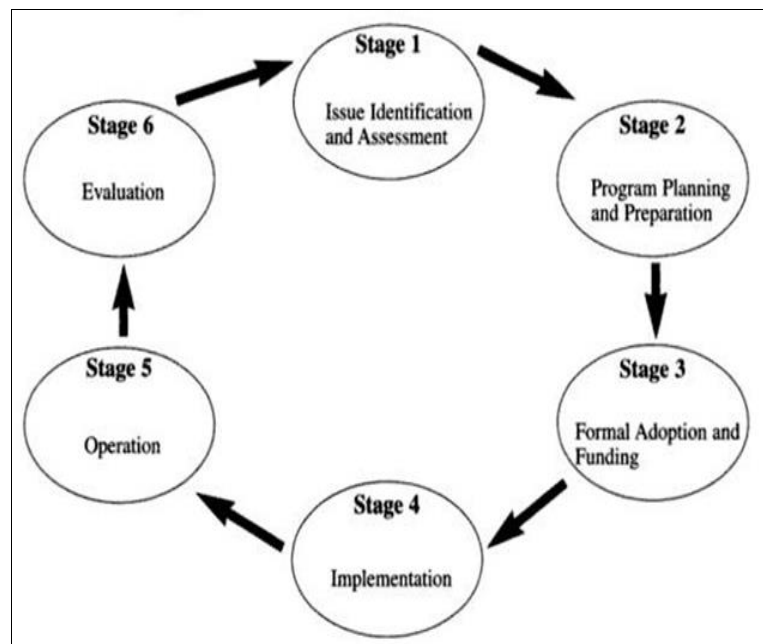 Stage 1
Issue Identification
and Assessment
Stage 2
Program Planning
and Preparation
Stage 3
Formal Adoption and
Funding
Stage 4
Implementation
Stage 5
Operation
Stage 6
Evaluation